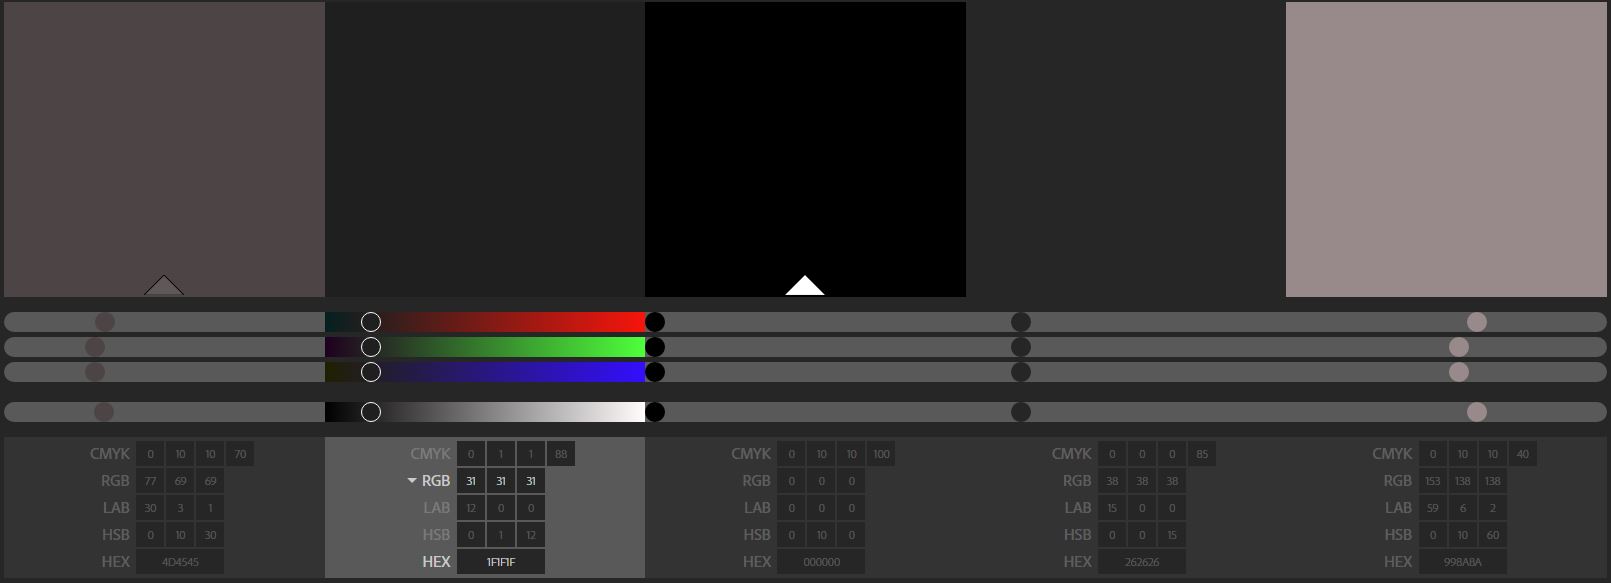 CMYK 0 10 10 70 CMYK 0 1 1 88 CMYK 0 10 10 100 CMYK 0 0 0 85 CMYK 0 10 10 40
RGB 77 69 69 RGB 31 31 31 RGB 0 0 0 RGB 38 38 38 RGB 153 138 138
LAB 30 3 1 LAB 12 0 0 LAB 0 0 0 LAB 15 0 0 LAB 59 6 2
HSB 0 10 30 HSB 0 1 12 HSB 0 10 0 HSB 0 0 15 HSB 0 10 60
HEX 4D4545 HEX 1F1F1F HEX 000000 HEX 262626 HEX 998A8A